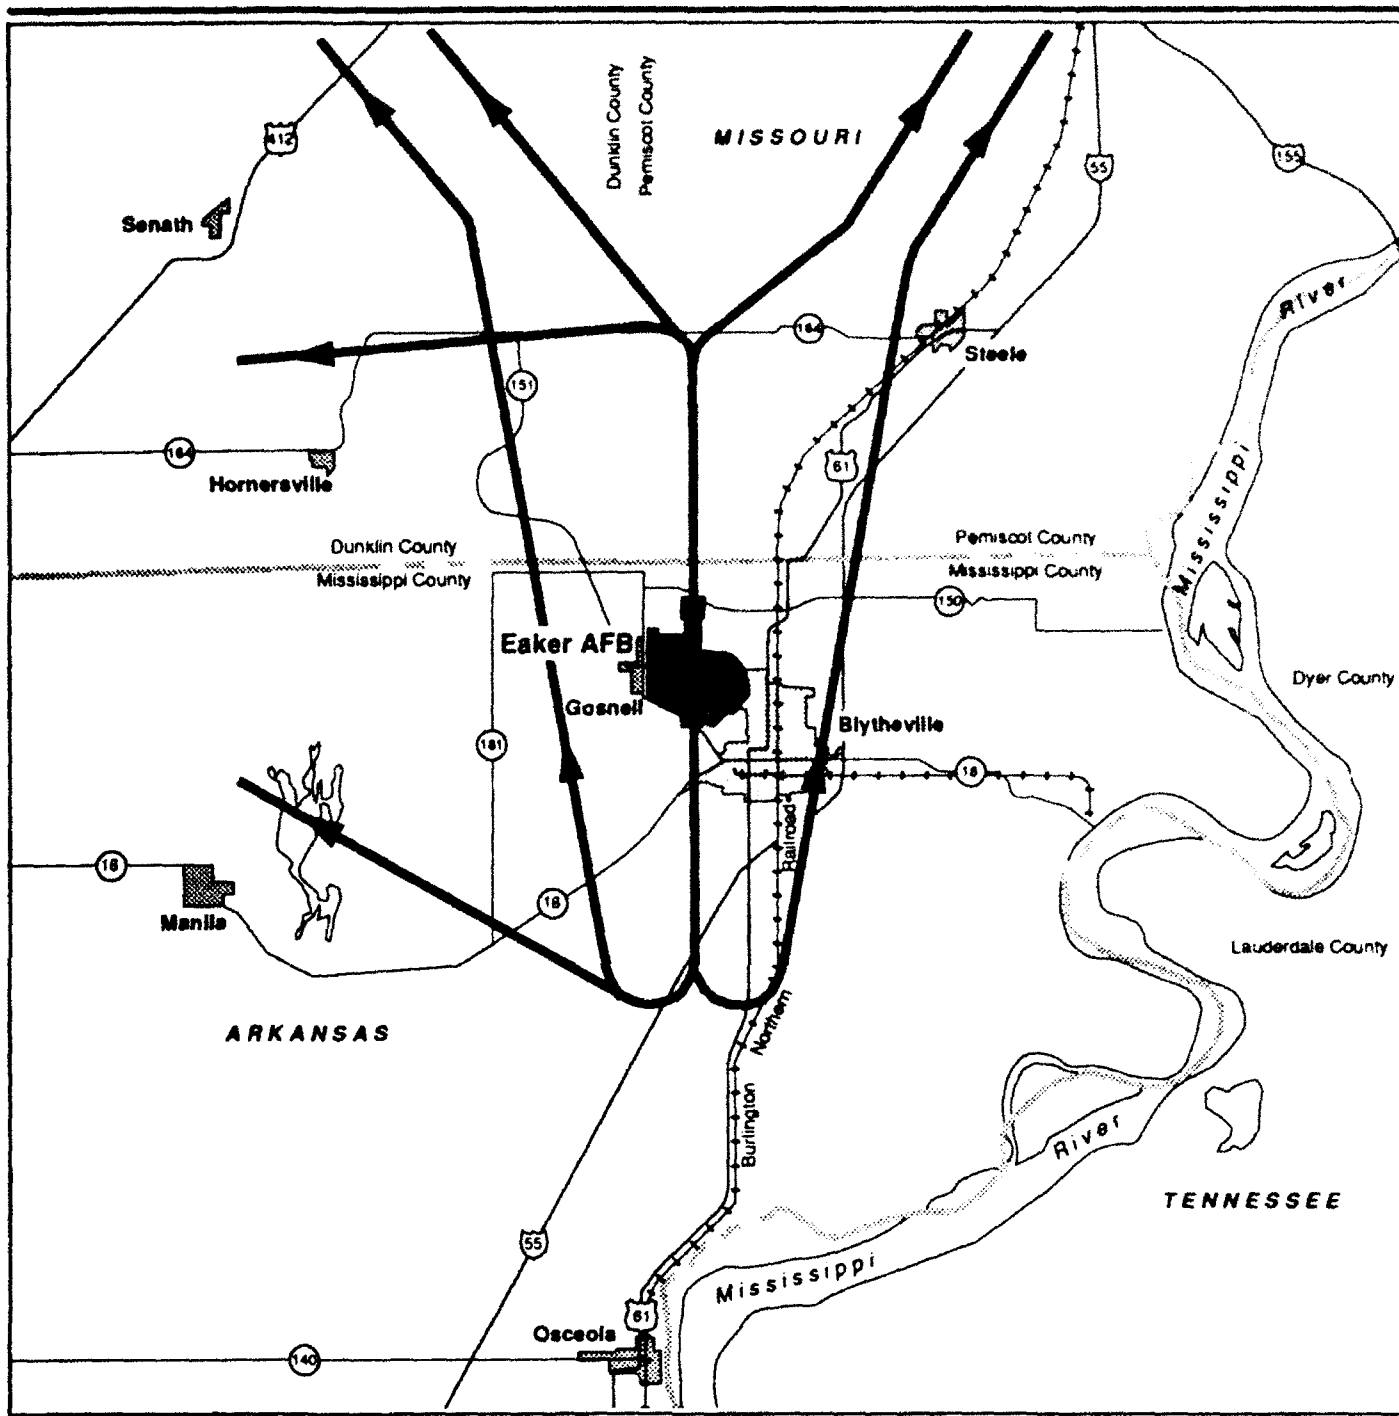 Dunklin County
Pemiscot County
MISSOURI
412
55
155
Senath
River
164
Steele
151
164
61
Hornersville
Mississippi
Dunklin County
Pemiscot County
Mississippi County
Mississippi County
150
Eaker AFB
Dyer County
Gosnell
Blytheville
181
18
Railroad
18
18
Manila
Lauderdale County
ARKANSAS
Northern
Burlington
River
TENNESSEE
55
Mississippi
61
Osceola
140